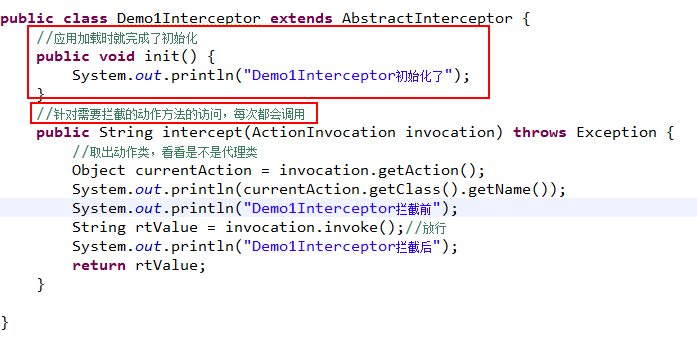 public class Demo1Interceptor extends AbstractInterceptor {
//应用加载时就完成了初始化
public void init() {
System.out.println("Demo1Interceptor初始化了");
}
//针对需要拦截的动作方法的访问，每次都会调用
public String intercept(ActionInvocation invocation) throws Exception {
//取出动作类，看看是不是代理类
Object currentAction = invocation.getAction();
System.out.println(currentAction.getClass().getName());
System.out.println("Demo1Interceptor拦截前");
String rtValue = invocation.invoke();//放行
System.out.println("Demo1Interceptor拦截后");
return rtValue;
}
}